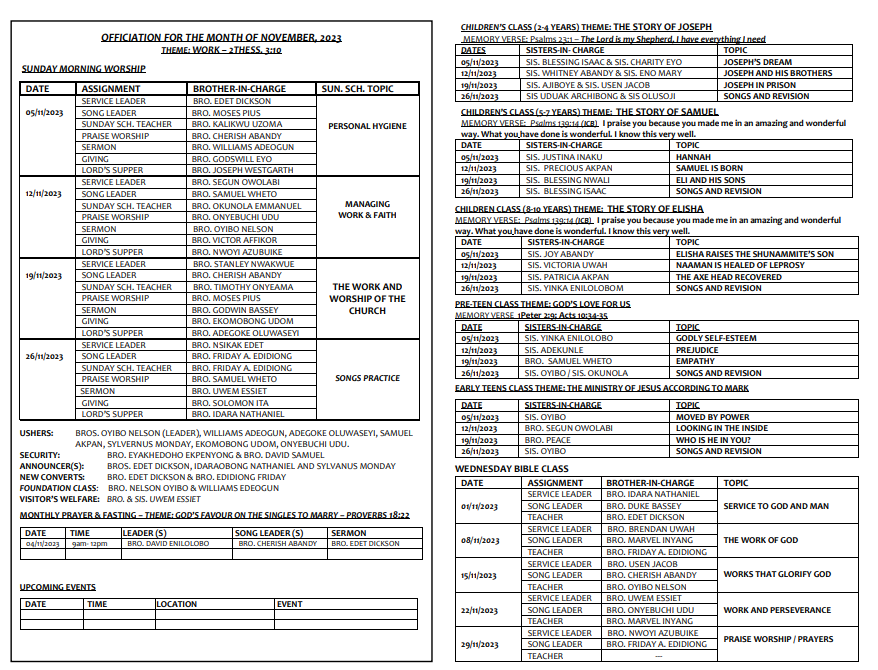 OFFICIATION FOR THE MONTH OF NOVEMBER, 2023
THEME: WORK – 2THESS. 3:10
SUNDAY MORNING WORSHIP
DATE ASSIGNMENT BROTHER-IN-CHARGE SUN. SCH. TOPIC
05/11/2023 SERVICE LEADER BRO. EDET DICKSON PERSONAL HYGIENE
SONG LEADER BRO. MOSES PIUS
SUNDAY SCH. TEACHER BRO. KALIKWU UZOMA
PRAISE WORSHIP BRO. CHERISH ABANDY
SERMON BRO. WILLIAMS ADEOGUN
GIVING BRO. GODSWILL EYO
LORD'S SUPPER BRO. JOSEPH WESTGARTH
12/11/2023 SERVICE LEADER BRO. SEGUN OWOLABI MANAGING WORK & FAITH
SONG LEADER BRO. SAMUEL WHETO
SUNDAY SCH. TEACHER BRO. OKUNOLA EMMANUEL
PRAISE WORSHIP BRO. ONYEBUCHI UDU
SERMON BRO. OYIBO NELSON
GIVING BRO. VICTOR AFFIKOR
LORD'S SUPPER BRO. NWOYI AZUBUIKE
19/11/2023 SERVICE LEADER BRO. STANLEY NWAKWUE THE WORK AND WORSHIP OF THE CHURCH
SONG LEADER BRO. CHERISH ABANDY
SUNDAY SCH. TEACHER BRO. TIMOTHY ONYEAMA
PRAISE WORSHIP BRO. MOSES PIUS
SERMON BRO. GODWIN BASSEY
GIVING BRO. EKOMOBONG UDOM
LORD'S SUPPER BRO. ADEGOKE OLUWASEYI
26/11/2023 SERVICE LEADER BRO. NSIKAK EDET SONGS PRACTICE
SONG LEADER BRO. FRIDAY A. EDIDIONG
SUNDAY SCH. TEACHER BRO. FRIDAY A. EDIDIONG
PRAISE WORSHIP BRO. SAMUEL WHETO
SERMON BRO. UWEM ESSIET
GIVING BRO. SOLOMON ITA
LORD'S SUPPER BRO. IDARA NATHANIEL
USHERS: BROS. OYIBO NELSON (LEADER), WILLIAMS ADEOGUN, ADEGOKE OLUWASEYI, SAMUEL
AKPAN, SYLVERNUS MONDAY, EKOMOBONG UDOM, ONYEBUCHI UDU.
SECURITY: BRO. EYAKHEDOHO EKPENYONG & BRO. DAVID SAMUEL
ANNOUNCER(S): BROS. EDET DICKSON, IDARAOBONG NATHANIEL AND SYLVANUS MONDAY
NEW CONVERTS: BRO. EDET DICKSON & BRO. EDIDIONG FRIDAY
FOUNDATION CLASS: BRO. NELSON OYIBO & WILLIAMS EDEOGUN
VISITOR'S WELFARE: BRO. & SIS. UWEM ESSIET
MONTHLY PRAYER & FASTING – THEME: GOD'S FAVOUR ON THE SINGLES TO MARRY – PROVERBS 18:22
DATE TIME LEADER (S) SONG LEADER (S) SERMON
04/11/2023 9am- 12pm BRO. DAVID ENILOLOBO BRO. CHERISH ABANDY BRO. EDET DICKSON
UPCOMING EVENTS
DATE TIME LOCATION EVENT
CHILDREN'S CLASS (2-4 YEARS) THEME: THE STORY OF JOSEPH
MEMORY VERSE: Psalms 23:1 – The Lord is my Shepherd, I have everything I need
DATES SISTERS-IN- CHARGE TOPIC
05/11/2023 SIS. BLESSING ISAAC & SIS. CHARITY EYO JOSEPH'S DREAM
12/11/2023 SIS. WHITNEY ABANDY & SIS. ENO MARY JOSEPH AND HIS BROTHERS
19/11/2023 SIS. AJIBOYE & SIS. USEN JACOB JOSEPH IN PRISON
26/11/2023 SIS UDUAK ARCHIBONG & SIS OLUSOJI SONGS AND REVISION
CHILDREN'S CLASS (5-7 YEARS) THEME: THE STORY OF SAMUEL
MEMORY VERSE: Psalms 139:14 (ICB) I praise you because you made me in an amazing and wonderful
way. What you have done is wonderful. I know this very well.
DATE SISTERS-IN-CHARGE TOPIC
05/11/2023 SIS. JUSTINA INAKU HANNAH
12/11/2023 SIS. PRECIOUS AKPAN SAMUEL IS BORN
19/11/2023 SIS. BLESSING NWALI ELI AND HIS SONS
26/11/2023 SIS. BLESSING ISAAC SONGS AND REVISION
CHILDREN CLASS (8-10 YEARS) THEME: THE STORY OF ELISHA
MEMORY VERSE: Psalms 139:14 (ICB) I praise you because you made me in an amazing and wonderful
way. What you have done is wonderful. I know this very well.
DATE SISTERS-IN-CHARGE TOPIC
05/11/2023 SIS. JOY ABANDY ELISHA RAISES THE SHUNAMMITE'S SON
12/11/2023 SIS. VICTORIA UWAH NAAMAN IS HEALED OF LEPROSY
19/11/2023 SIS. PATRICIA AKPAN THE AXE HEAD RECOVERED
26/11/2023 SIS. YINKA ENILOLOBOM SONGS AND REVISION
PRE-TEEN CLASS THEME: GOD'S LOVE FOR US
MEMORY VERSE 1Peter 2:9; Acts 10:34-35
DATE SISTERS-IN-CHARGE TOPIC
05/11/2023 SIS. YINKA ENILOLOBO GODLY SELF-ESTEEM
12/11/2023 SIS. ADEKUNLE PREJUDICE
19/11/2023 BRO. SAMUEL WHETO EMPATHY
26/11/2023 SIS. OYIBO / SIS. OKUNOLA SONGS AND REVISION
EARLY TEENS CLASS THEME: THE MINISTRY OF JESUS ACCORDING TO MARK
DATE SISTERS-IN-CHARGE TOPIC
05/11/2023 SIS. OYIBO MOVED BY POWER
12/11/2023 BRO. SEGUN OWOLABI LOOKING IN THE INSIDE
19/11/2023 BRO. PEACE WHO IS HE IN YOU?
26/11/2023 SIS. OYIBO SONGS AND REVISION
WEDNESDAY BIBLE CLASS
DATE ASSIGNMENT BROTHER-IN-CHARGE TOPIC
01/11/2023 SERVICE LEADER BRO. IDARA NATHANIEL SERVICE TO GOD AND MAN
SONG LEADER BRO. DUKE BASSEY
TEACHER BRO. EDET DICKSON
08/11/2023 SERVICE LEADER BRO. BRENDAN UWAH THE WORK OF GOD
SONG LEADER BRO. MARVEL INYANG
TEACHER BRO. FRIDAY A. EDIDIONG
15/11/2023 SERVICE LEADER BRO. USEN JACOB WORKS THAT GLORIFY GOD
SONG LEADER BRO. CHERISH ABANDY
TEACHER BRO. OYIBO NELSON
22/11/2023 SERVICE LEADER BRO. UWEM ESSIET WORK AND PERSEVERANCE
SONG LEADER BRO. ONYEBUCHI UDU
TEACHER BRO. MARVEL INYANG
29/11/2023 SERVICE LEADER BRO. NWOYI AZUBUIKE PRAISE WORSHIP / PRAYERS
SONG LEADER BRO. FRIDAY A. EDIDIONG
TEACHER ---